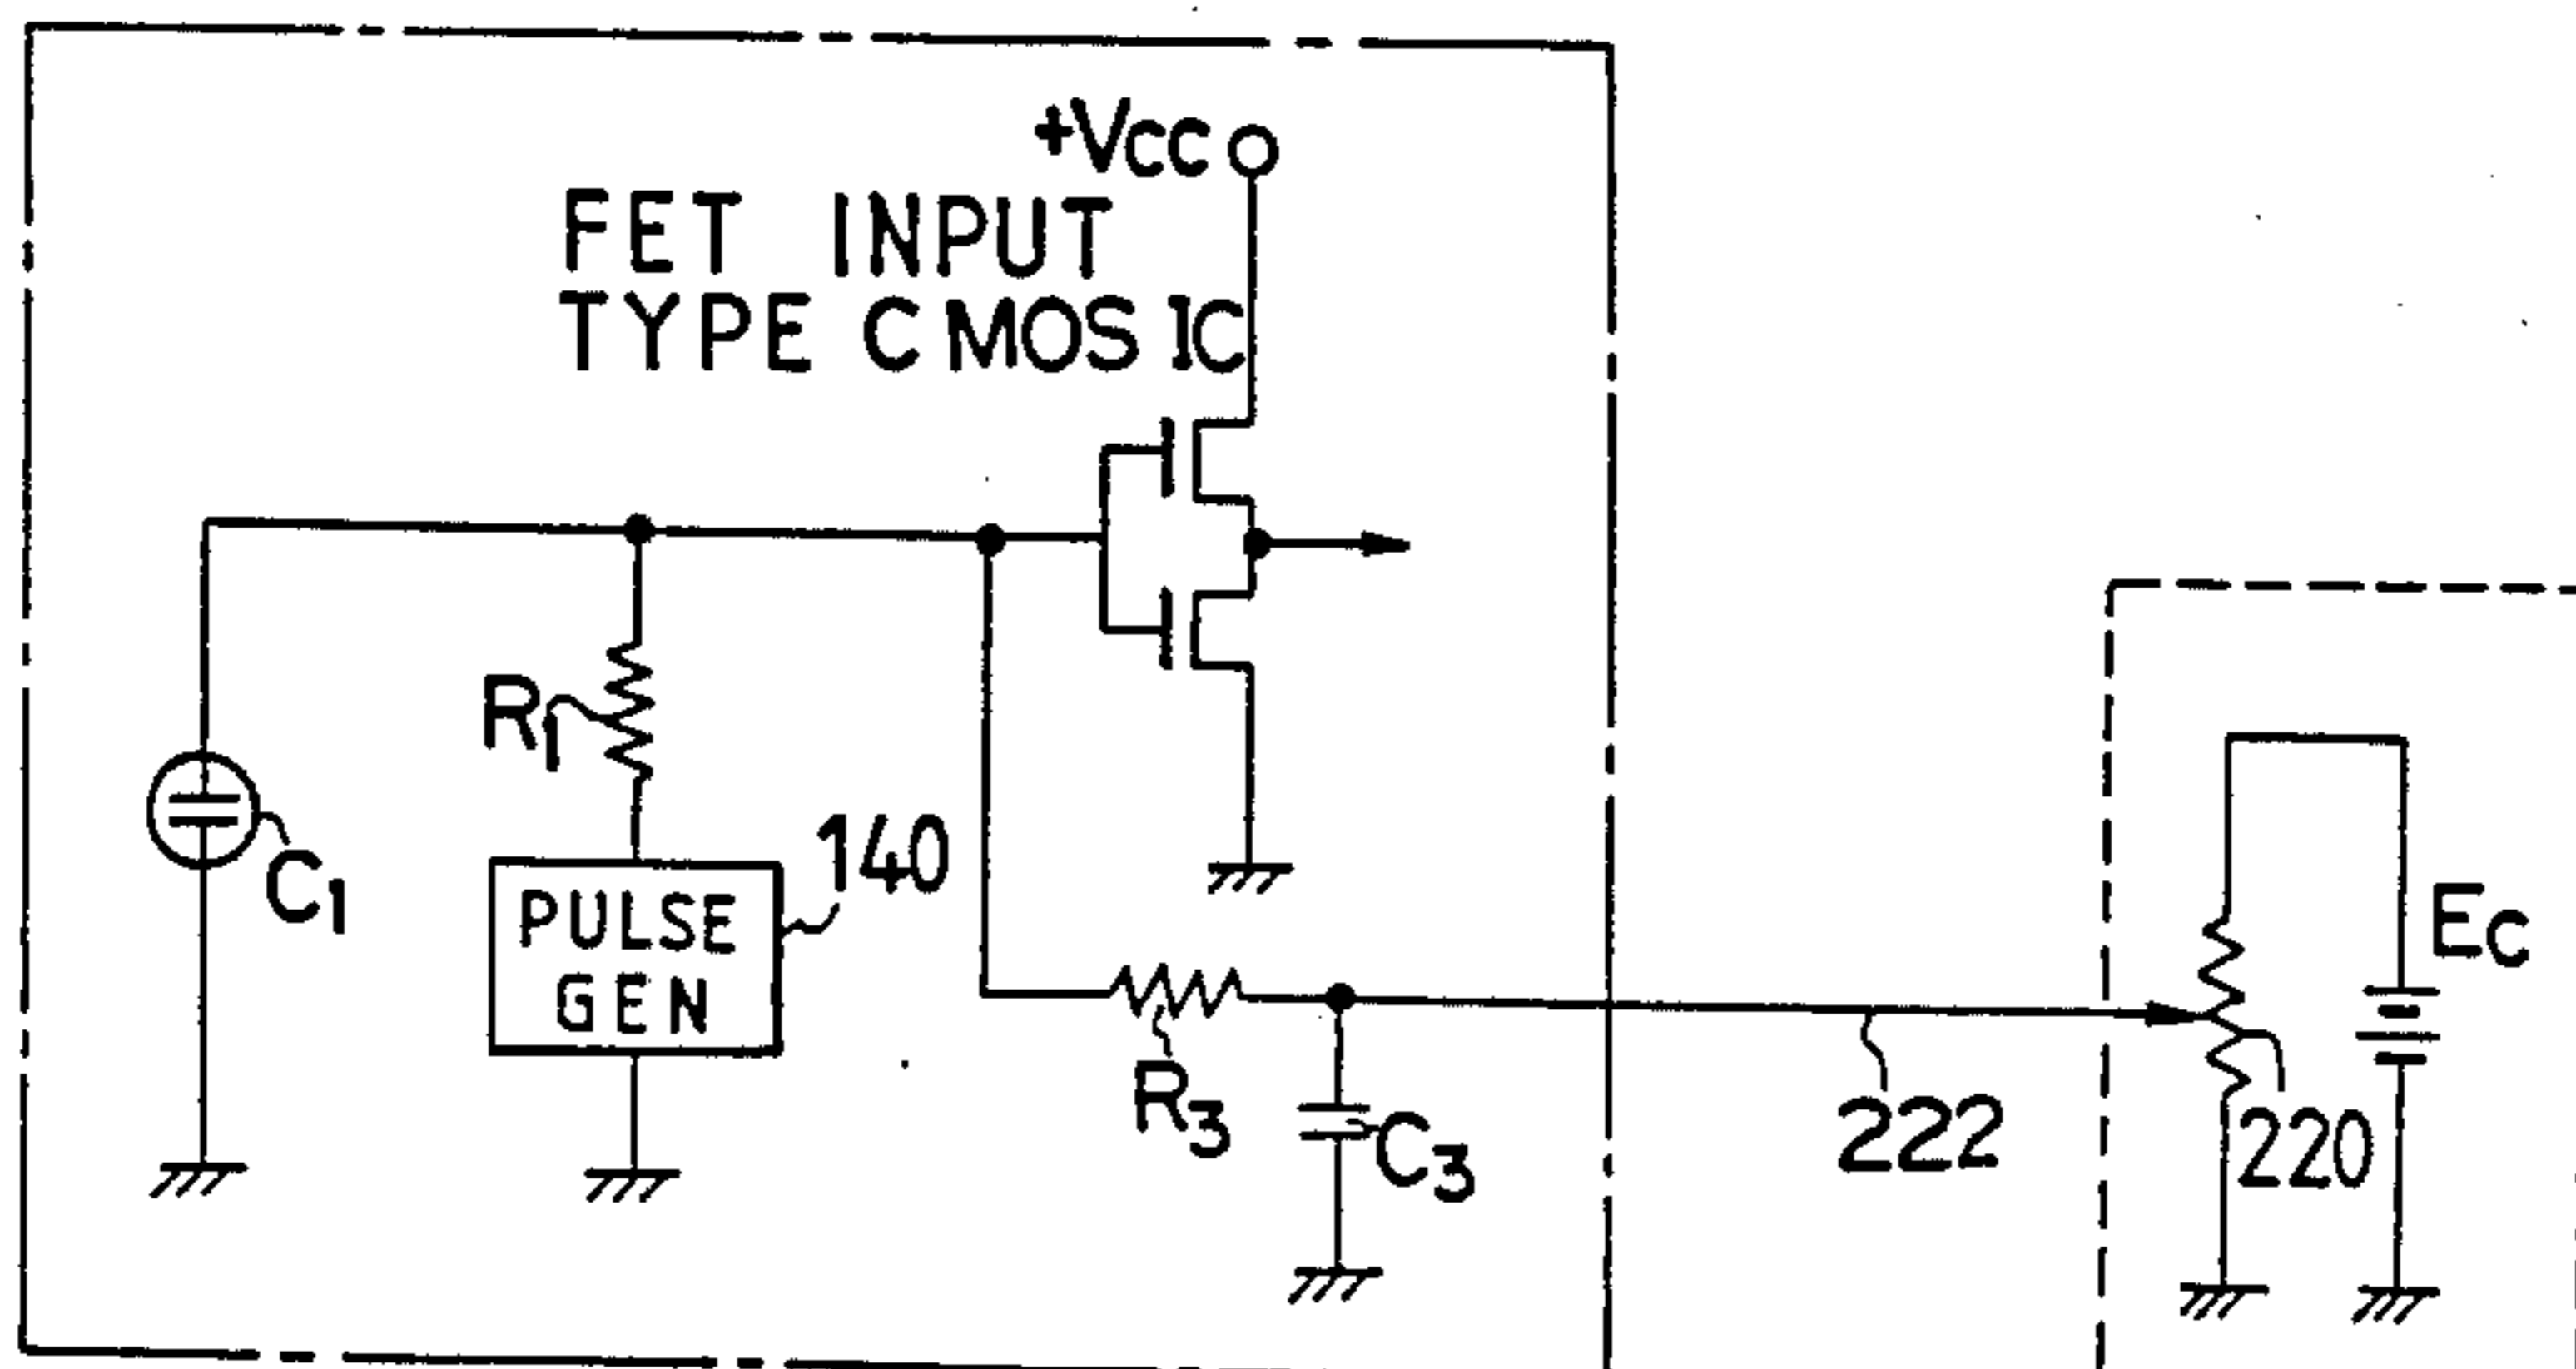 +Vcc
FET INPUT
TYPE CMOS IC
R1
C1
140
PULSE
GEN
R3
C3
222
220
Ec